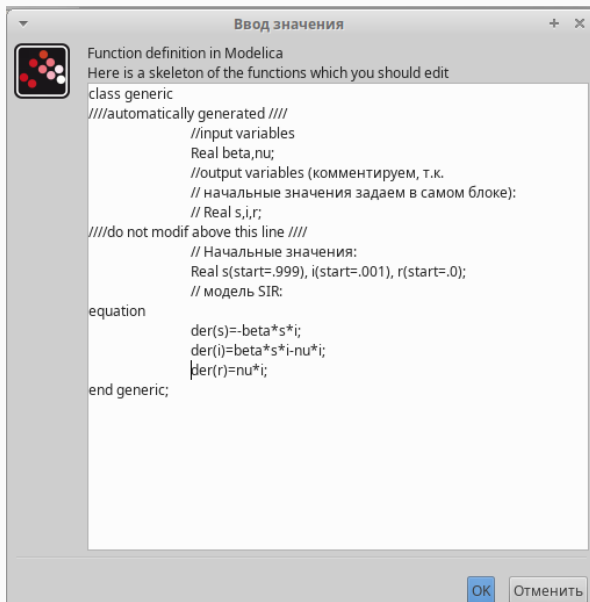 Ввод значения
Function definition in Modelica
Here is a skeleton of the functions which you should edit
class generic
////automatically generated ////
//input variables
Real beta,nu;
//output variables (комментируем, т.к.
// начальные значения задаем в самом блоке):
// Real s,i,r;
////do not modif above this line ////
// Начальные значения:
Real s(start=.999), i(start=.001), r(start=.0);
// модель SIR:
equation
der(s)=-beta*s*i;
der(i)=beta*s*i-nu*i;
der(r)=nu*i;
end generic;
OK Отменить